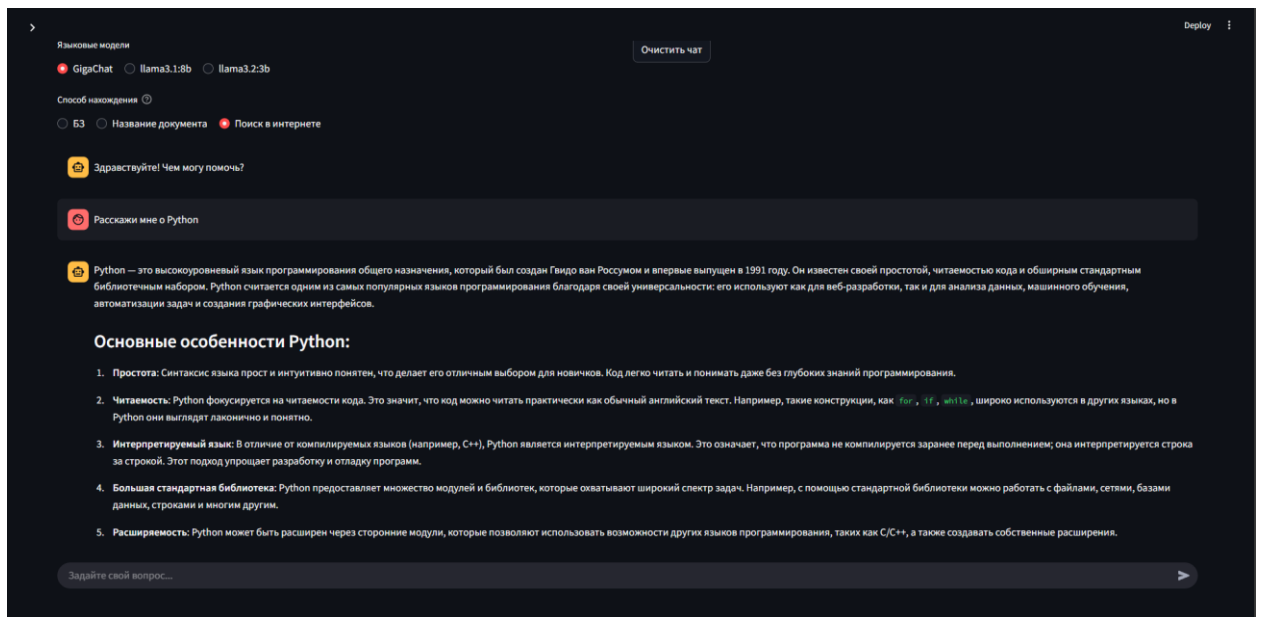 Deploy
Языковые модели
Очистить чат
GigaChat llama3.1:8b llama3.2:3b
Способ нахождения
БЗ Название документа Поиск в интернете
Здравствуйте! Чем могу помочь?
Расскажи мне о Python
Python — это высокоуровневый язык программирования общего назначения, который был создан Гвидо ван Россумом и впервые выпущен в 1991 году. Он известен своей простотой, читаемостью кода и обширным стандартным
библиотечным набором. Python считается одним из самых популярных языков программирования благодаря своей универсальности: его используют как для веб-разработки, так и для анализа данных, машинного обучения,
автоматизации задач и создания графических интерфейсов.
Основные особенности Python:
1. Простота: Синтаксис языка прост и интуитивно понятен, что делает его отличным выбором для новичков. Код легко читать и понимать даже без глубоких знаний программирования.
2. Читаемость: Python фокусируется на читаемости кода. Это значит, что код можно читать практически как обычный английский текст. Например, такие конструкции, как for, if, while, широко используются в других языках, но в
Python они выглядят лаконично и понятно.
3. Интерпретируемый язык: В отличие от компилируемых языков (например, C++), Python является интерпретируемым языком. Это означает, что программа не компилируется заранее перед выполнением; она интерпретируется строка
за строкой. Этот подход упрощает разработку и отладку программ.
4. Большая стандартная библиотека: Python предоставляет множество модулей и библиотек, которые охватывают широкий спектр задач. Например, с помощью стандартной библиотеки можно работать с файлами, сетями, базами
данных, строками и многим другим.
5. Расширяемость: Python может быть расширен через сторонние модули, которые позволяют использовать возможности других языков программирования, таких как C/C++, а также создавать собственные расширения.
Задайте свой вопрос...